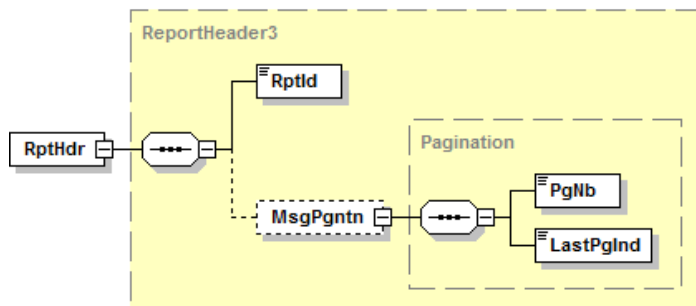 ReportHeader3
RptId
RptHdr
Pagination
PgNb
MsgPgntn
LastPgInd